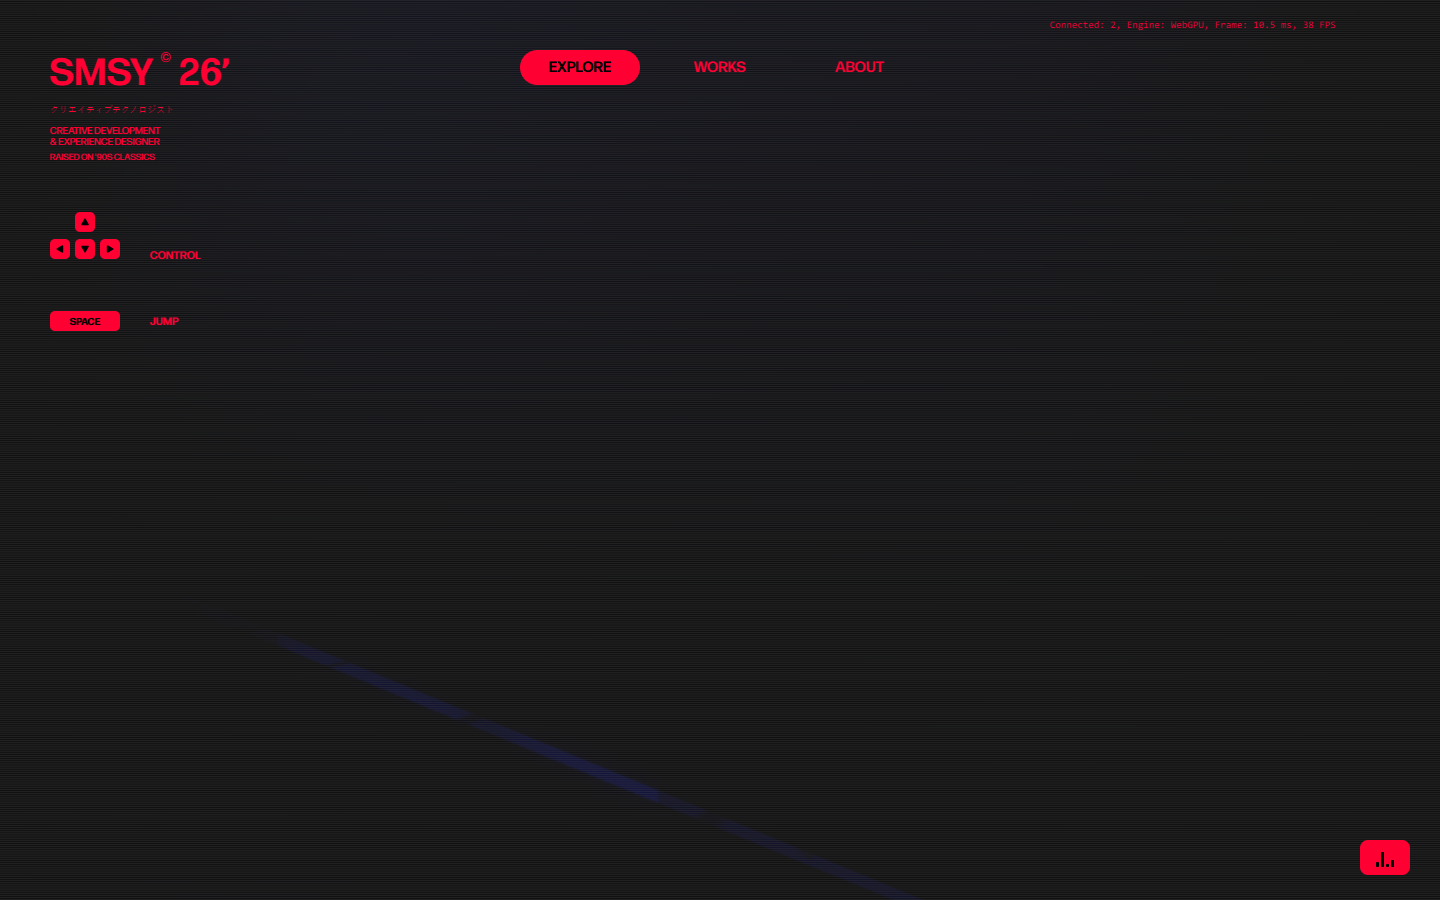 Connected: 2, Engine: WebGPU, Frame: 10.5 ms, 38 FPS
SMSY © 26’
EXPLORE
WORKS
ABOUT
クリエイティブテクノロジスト
CREATIVE DEVELOPMENT
& EXPERIENCE DESIGNER
RAISED ON '90S CLASSICS
CONTROL
SPACE
JUMP